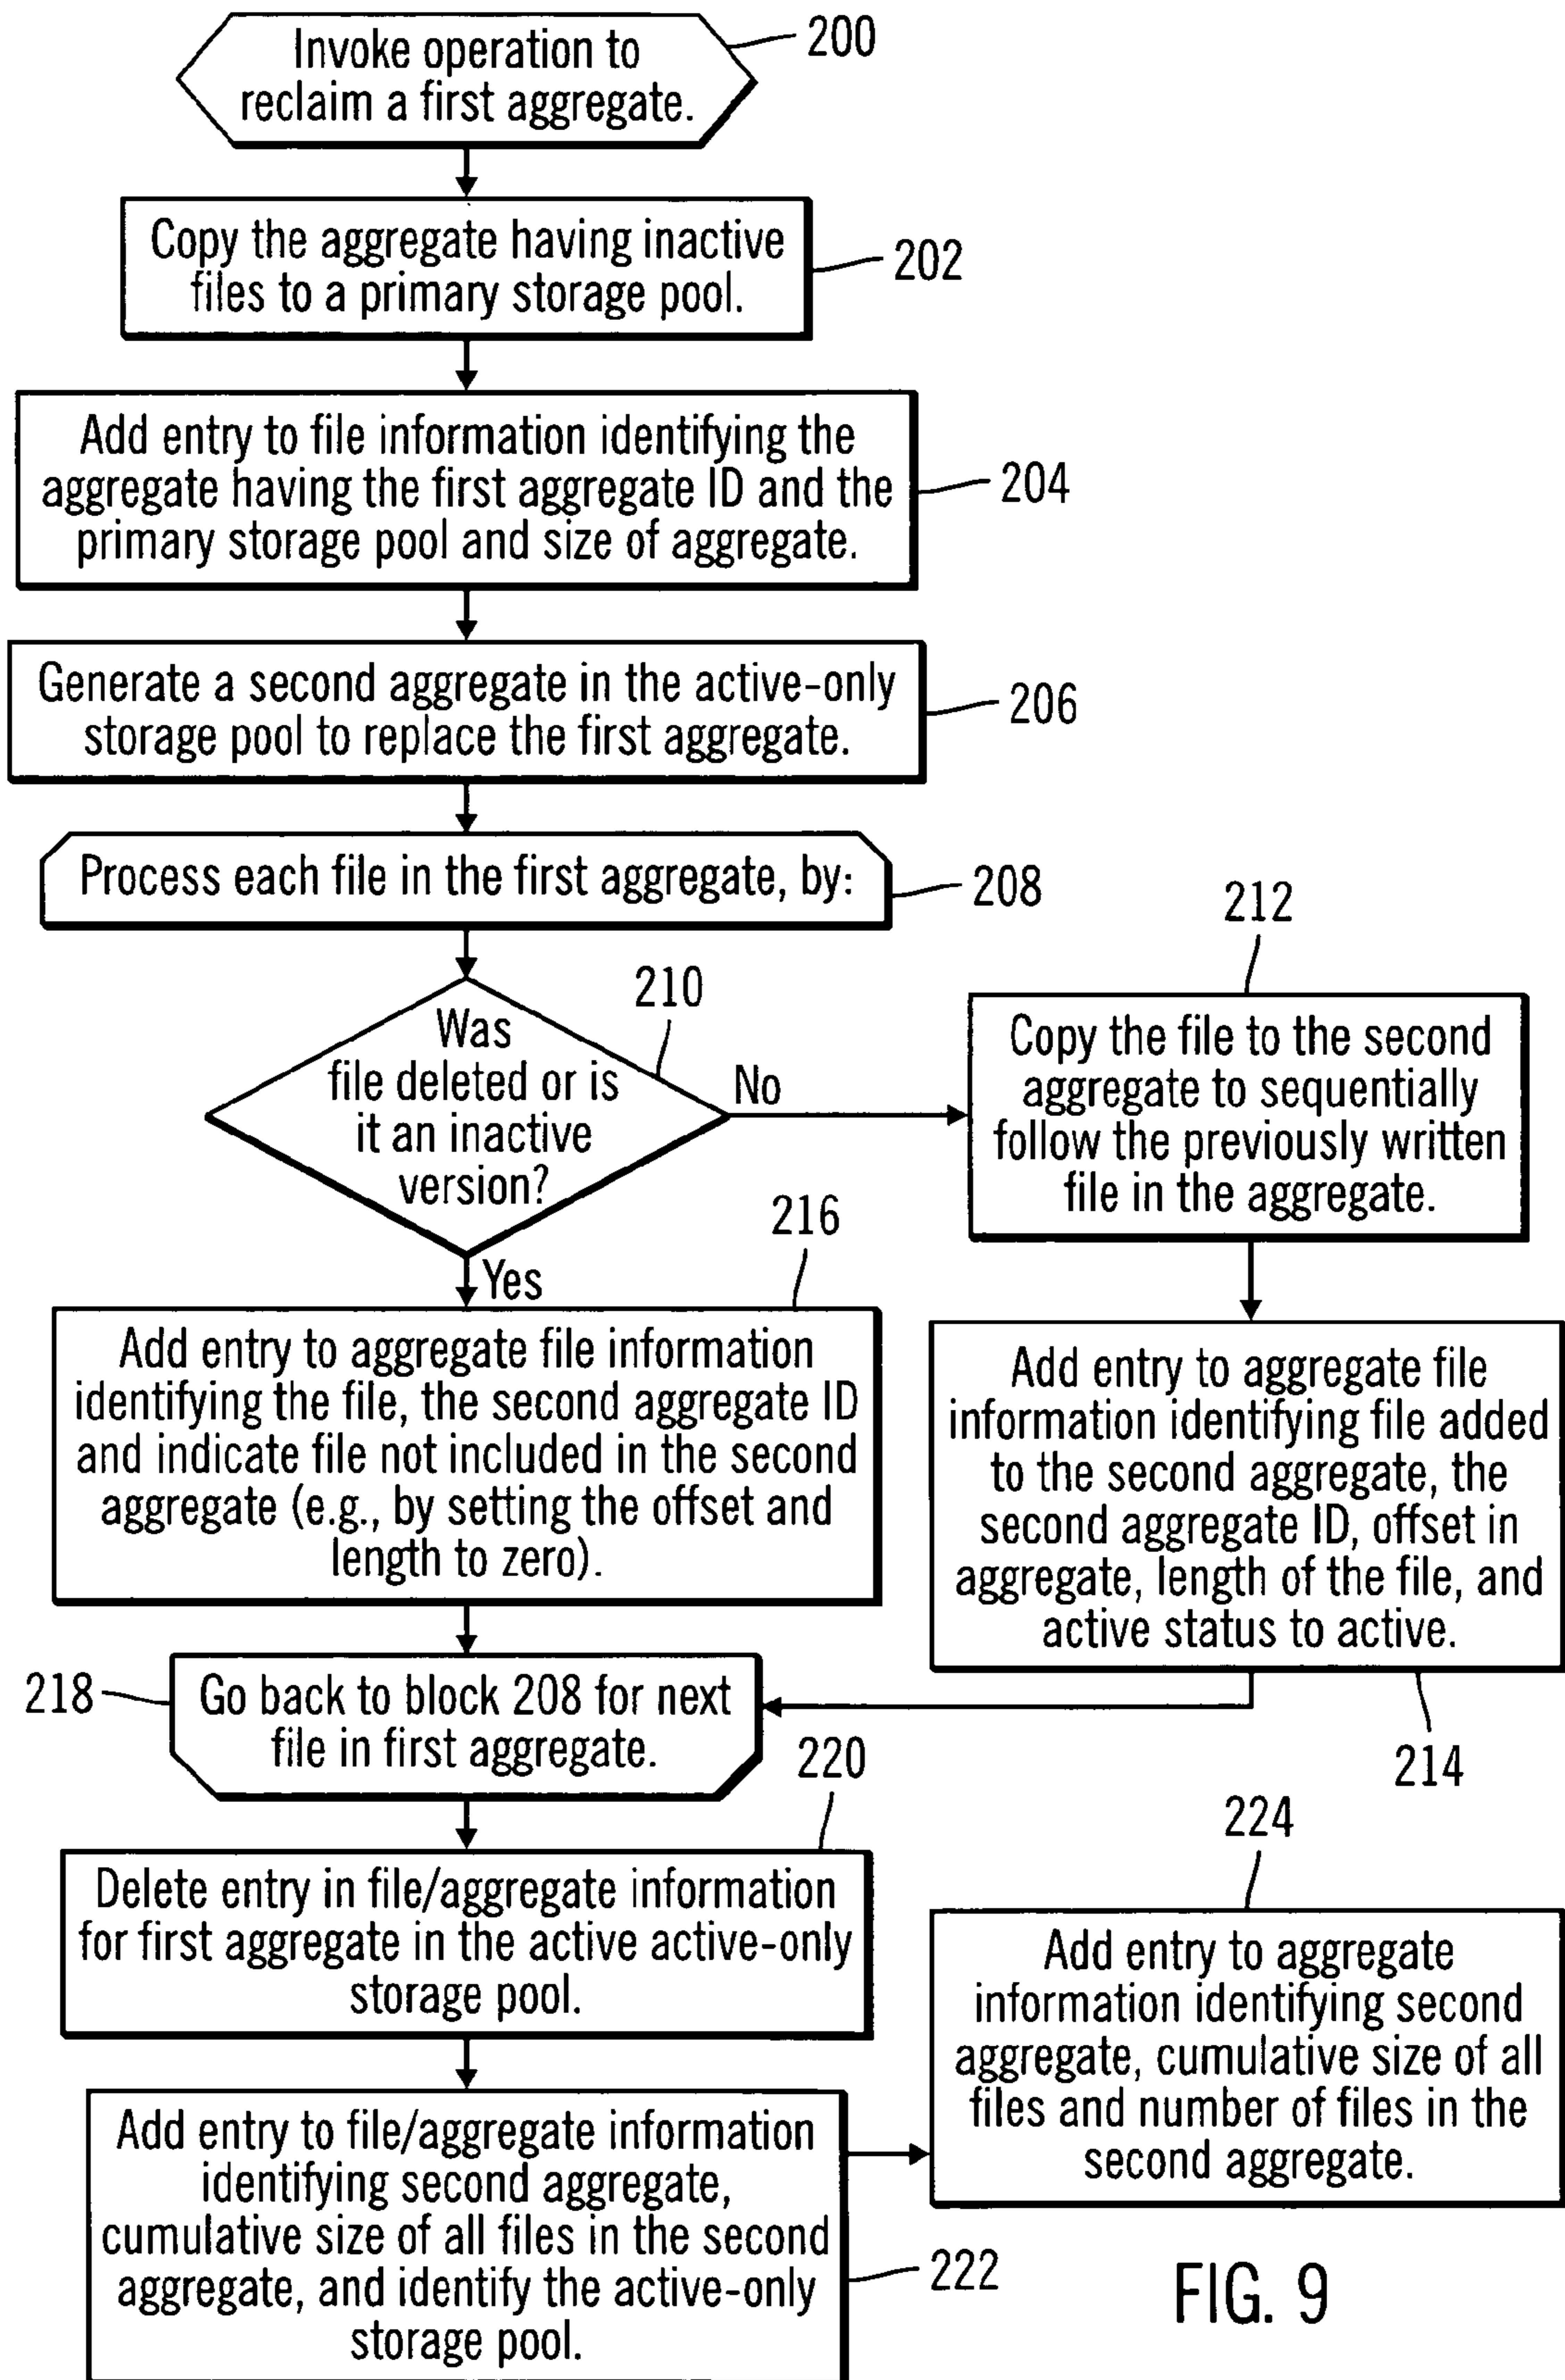 Invoke operation to
reclaim a first aggregate.
200
Copy the aggregate having inactive
files to a primary storage pool.
202
Add entry to file information identifying the
aggregate having the first aggregate ID and the
primary storage pool and size of aggregate.
204
Generate a second aggregate in the active-only
storage pool to replace the first aggregate.
206
Process each file in the first aggregate, by:
208
210
Was
file deleted or is
it an inactive
version?
No
Yes
212
Copy the file to the second
aggregate to sequentially
follow the previously written
file in the aggregate.
216
Add entry to aggregate file information
identifying the file, the second aggregate ID
and indicate file not included in the second
aggregate (e.g., by setting the offset and
length to zero).
Add entry to aggregate file
information identifying file added
to the second aggregate, the
second aggregate ID, offset in
aggregate, length of the file, and
active status to active.
214
218
Go back to block 208 for next
file in first aggregate.
220
Delete entry in file/aggregate information
for first aggregate in the active active-only
storage pool.
Add entry to file/aggregate information
identifying second aggregate,
cumulative size of all files in the second
aggregate, and identify the active-only
storage pool.
222
224
Add entry to aggregate
information identifying second
aggregate, cumulative size of all
files and number of files in the
second aggregate.
FIG. 9